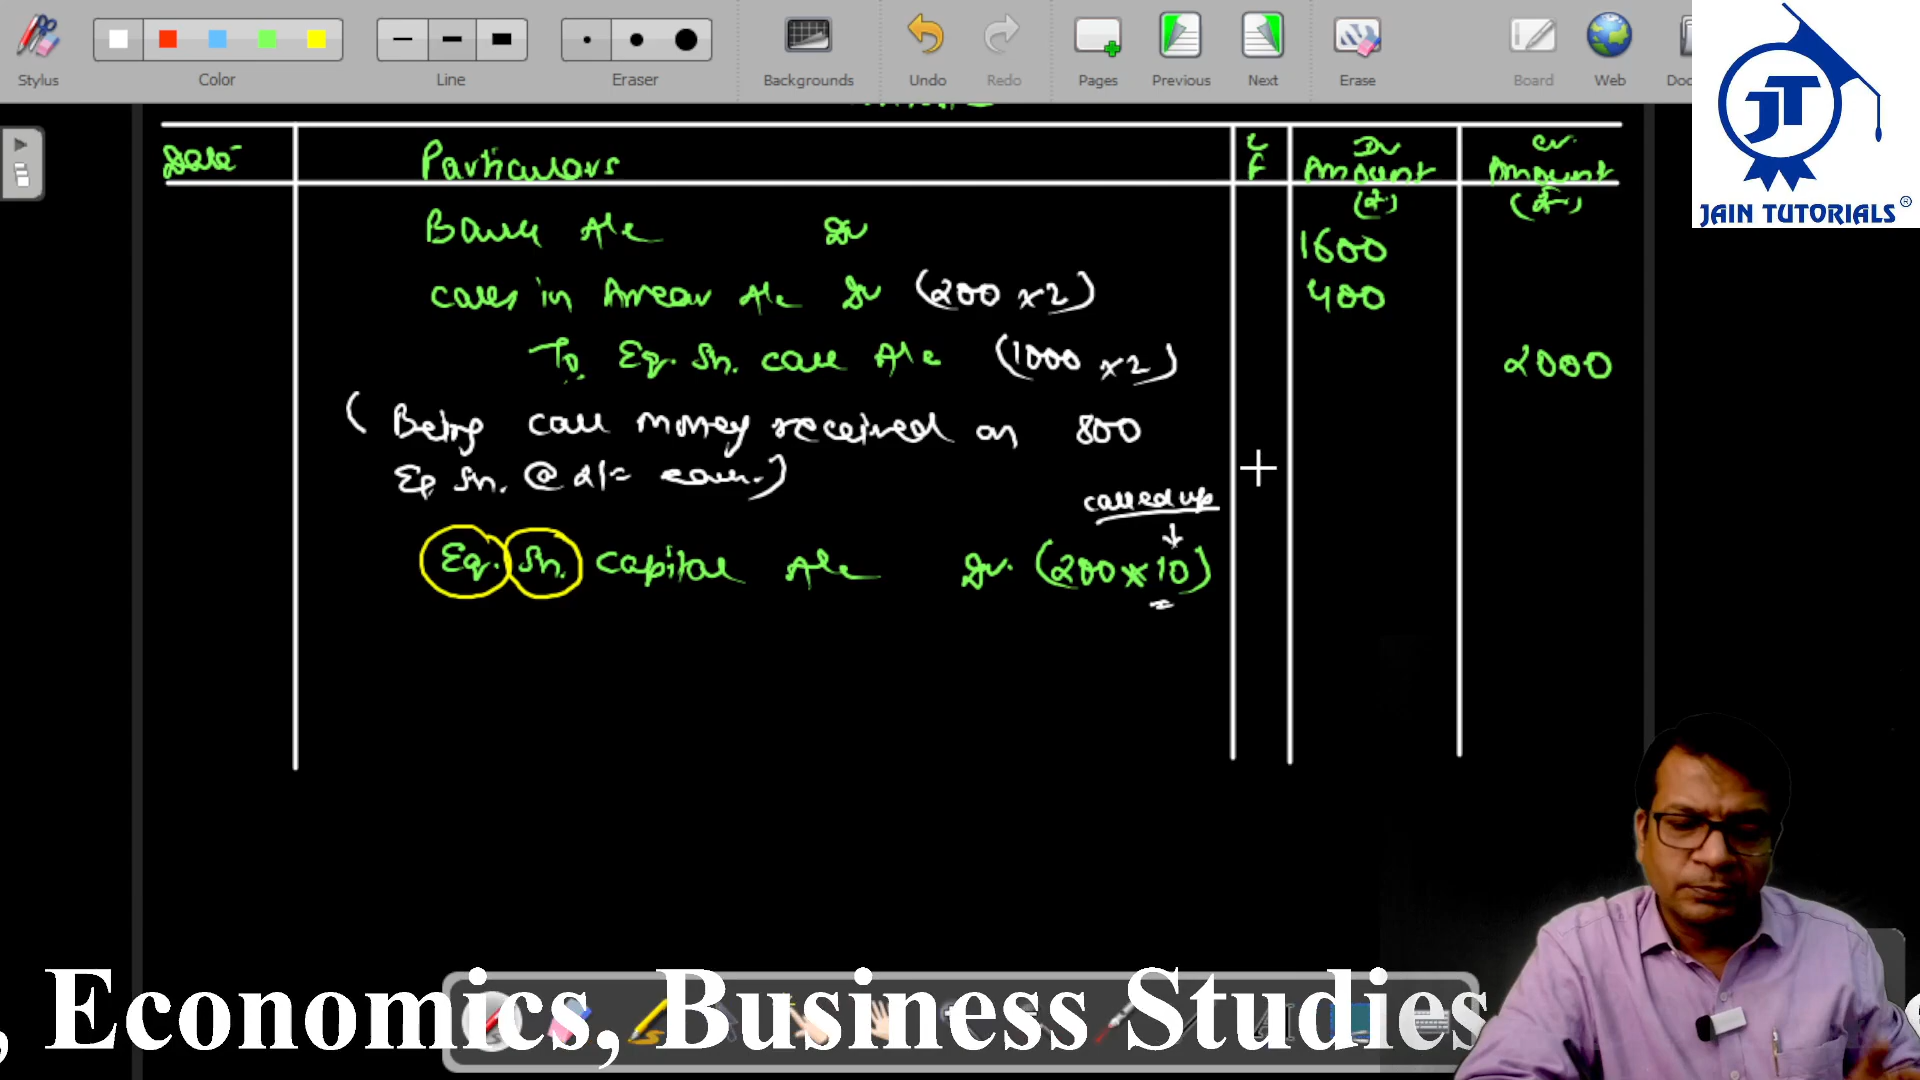 Stylus
Color
Line
Eraser
Backgrounds
Undo
Redo
Pages
Previous
Next
Erase
Board
Web
JT
JAIN TUTORIALS®
Date Particulars L F Dr Amount (₹) Cr. Amount (₹)
Bank A/c Dr 1600
Calls in Arrear A/c Dr (200 × 2) 400
To Eq. Sh. Call A/c (1000 × 2) 2000
(Being call money received on 800
Eq Sh. @ 2/= each.)
called up
↓
Eq. Sh. Capital A/c Dr. (200 × 10)
, Economics, Business Studies